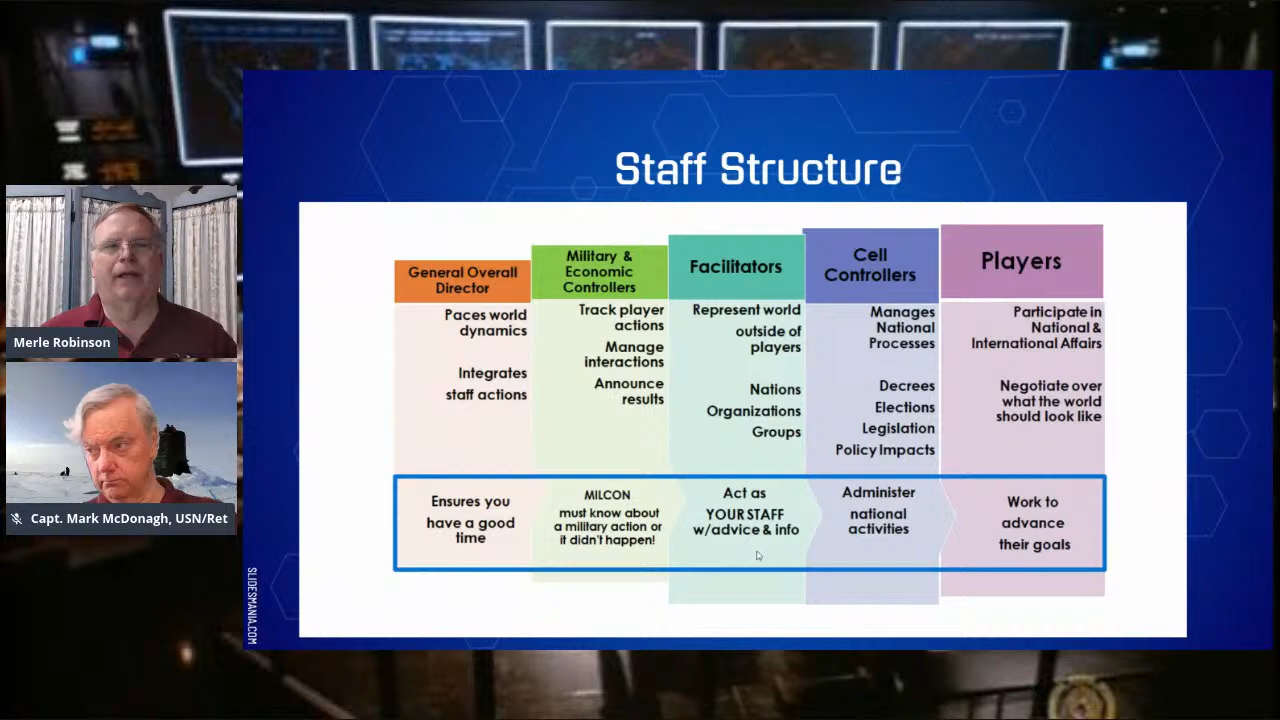 Staff Structure
General Overall
Director
Paces world
dynamics
Integrates
staff actions
Ensures you
have a good
time
Military &
Economic
Controllers
Track player
actions
Manage
interactions
Announce
results
MILCON
must know about
a military action or
it didn't happen!
Facilitators
Represent world
outside of
players
Nations
Organizations
Groups
Act as
YOUR STAFF
w/advice & info
Cell
Controllers
Manages
National
Processes
Decrees
Elections
Legislation
Policy Impacts
Administer
national
activities
Players
Participate in
National &
International Affairs
Negotiate over
what the world
should look like
Work to
advance
their goals
Merle Robinson
Capt. Mark McDonagh, USN/Ret
SLIDESMANIA.COM